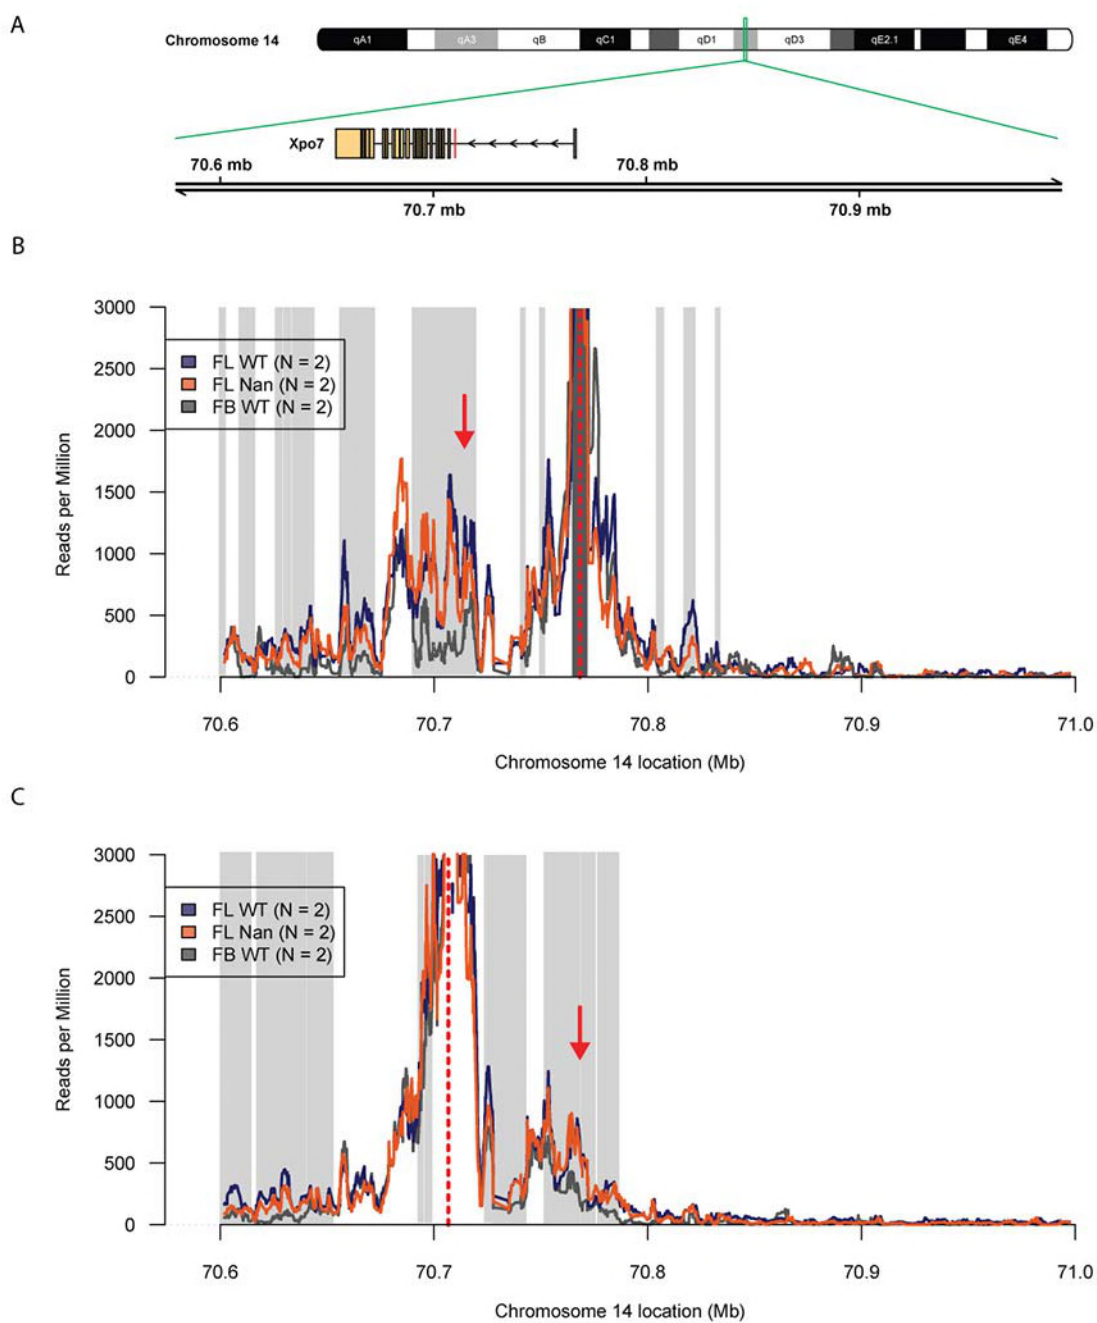 A
Chromosome 14
qA1 qA3 qB qC1 qD1 qD3 qE2.1 qE4
Xpo7
70.6 mb 70.8 mb
70.7 mb 70.9 mb
B
3000
2500
2000
1500
1000
500
0
Reads per Million
FL WT (N = 2)
FL Nan (N = 2)
FB WT (N = 2)
70.6 70.7 70.8 70.9 71.0
Chromosome 14 location (Mb)
C
3000
2500
2000
1500
1000
500
0
Reads per Million
FL WT (N = 2)
FL Nan (N = 2)
FB WT (N = 2)
70.6 70.7 70.8 70.9 71.0
Chromosome 14 location (Mb)